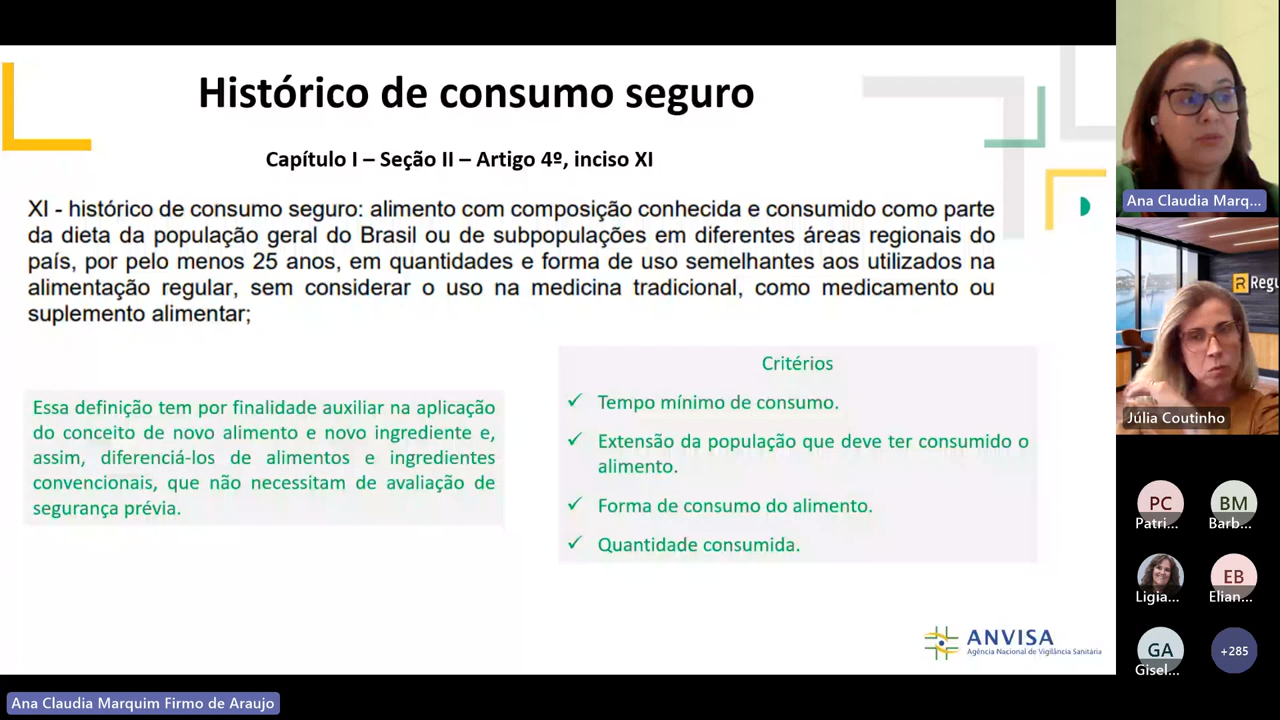 Histórico de consumo seguro
Capítulo I – Seção II – Artigo 4º, inciso XI
XI - histórico de consumo seguro: alimento com composição conhecida e consumido como parte
da dieta da população geral do Brasil ou de subpopulações em diferentes áreas regionais do
país, por pelo menos 25 anos, em quantidades e forma de uso semelhantes aos utilizados na
alimentação regular, sem considerar o uso na medicina tradicional, como medicamento ou
suplemento alimentar;
Essa definição tem por finalidade auxiliar na aplicação
do conceito de novo alimento e novo ingrediente e,
assim, diferenciá-los de alimentos e ingredientes
convencionais, que não necessitam de avaliação de
segurança prévia.
Critérios
✓ Tempo mínimo de consumo.
✓ Extensão da população que deve ter consumido o
alimento.
✓ Forma de consumo do alimento.
✓ Quantidade consumida.
ANVISA
Agência Nacional de Vigilância Sanitária
Ana Claudia Marq...
R Regu
Júlia Coutinho
PC
Patri...
BM
Barb...
Ligia...
EB
Elian...
GA
Gisel...
+285
Ana Claudia Marquim Firmo de Araujo